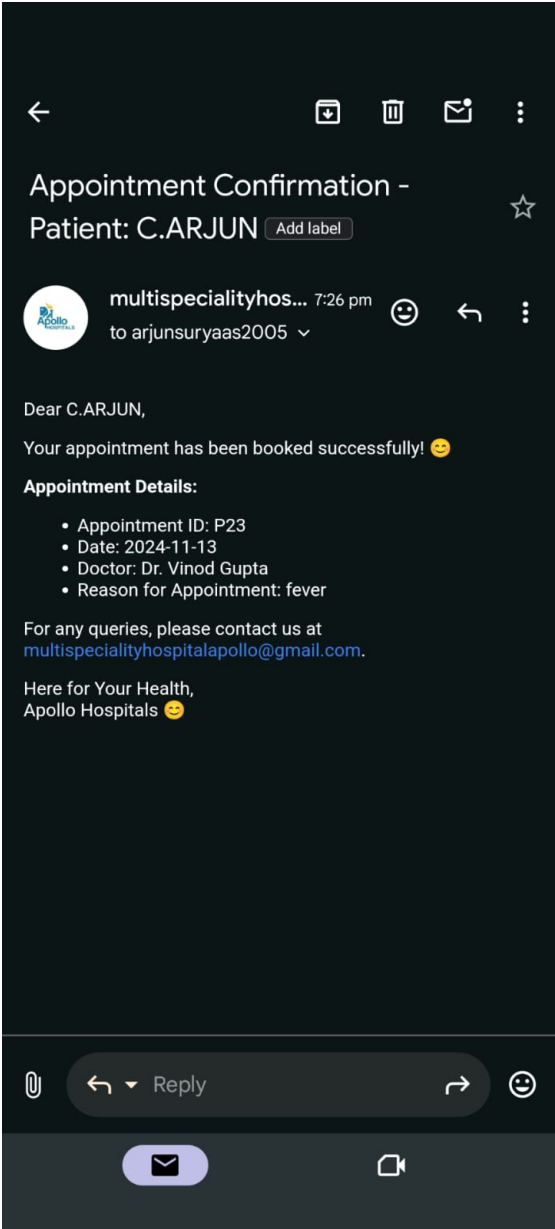 Appointment Confirmation -
Patient: C.ARJUN Add label
Apollo
HOSPITALS
multispecialityhos... 7:26 pm
to arjunsuryaas2005
Dear C.ARJUN,
Your appointment has been booked successfully! 😊
Appointment Details:
• Appointment ID: P23
• Date: 2024-11-13
• Doctor: Dr. Vinod Gupta
• Reason for Appointment: fever
For any queries, please contact us at
multispecialityhospitalapollo@gmail.com.
Here for Your Health,
Apollo Hospitals 😊
Reply